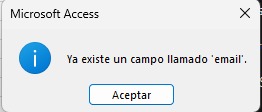 Microsoft Access
Ya existe un campo llamado 'email'.
Aceptar